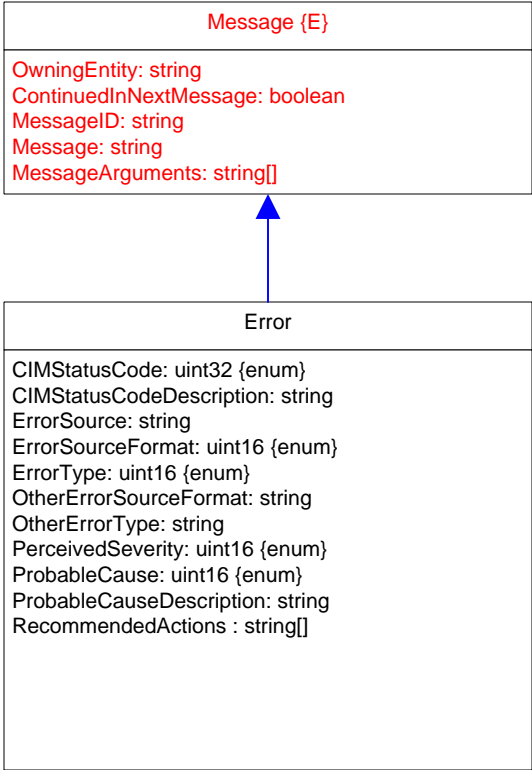 Message {E}
OwningEntity: string
ContinuedInNextMessage: boolean
MessageID: string
Message: string
MessageArguments: string[]
Error
CIMStatusCode: uint32 {enum}
CIMStatusCodeDescription: string
ErrorSource: string
ErrorSourceFormat: uint16 {enum}
ErrorType: uint16 {enum}
OtherErrorSourceFormat: string
OtherErrorType: string
PerceivedSeverity: uint16 {enum}
ProbableCause: uint16 {enum}
ProbableCauseDescription: string
RecommendedActions : string[]